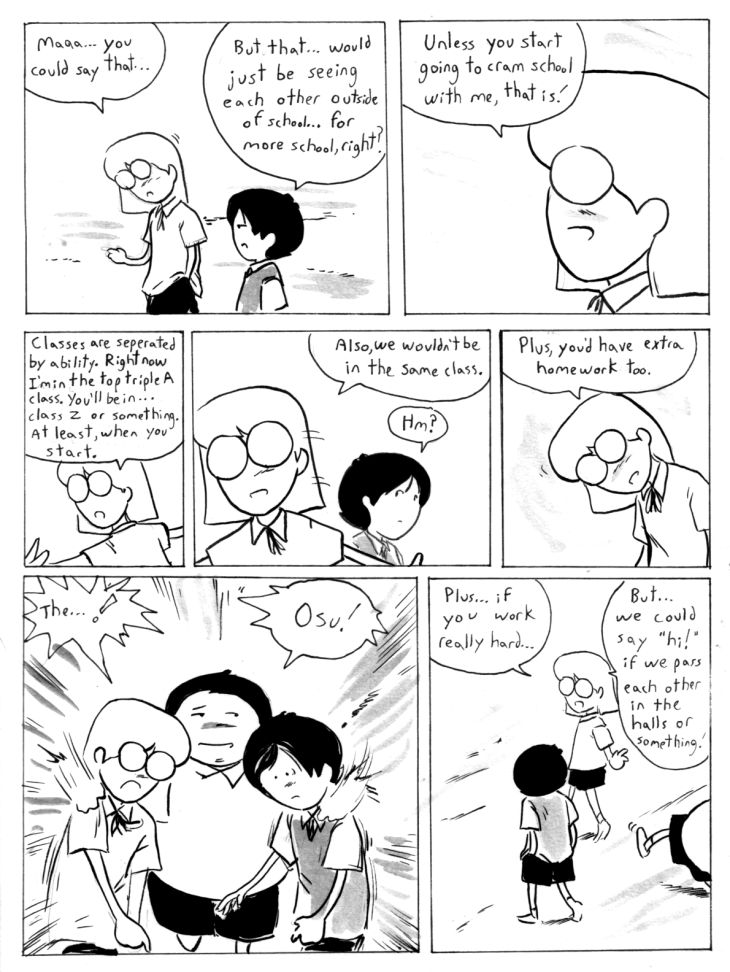 Unless you start
going to cram school
with me, that is!
But that... would
just be seeing
each other outside
of school... for
more school, right?
Maaa... you
could say that...
Plus, you'd have extra
homework too.
Also, we wouldn't be
in the same class.
Hm?
Classes are seperated
by ability. Right now
I'm in the top triple A
class. You'll be in...
class Z or something.
At least, when you
start.
But...
we could
say "hi!"
if we pass
each other
in the
halls or
something!
Plus... if
you work
really hard...
Osu!
The...!